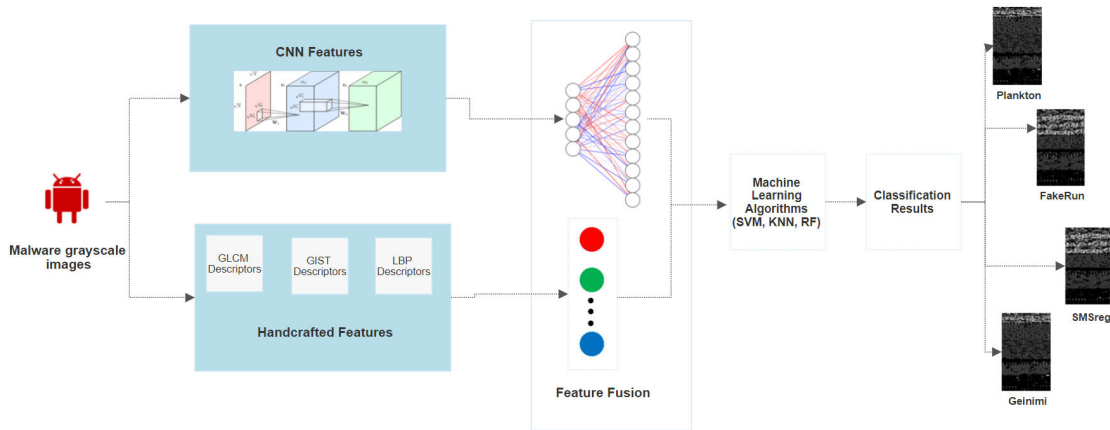 CNN Features
Malware grayscale
images
GLCM
Descriptors
GIST
Descriptors
LBP
Descriptors
Handcrafted Features
Feature Fusion
Machine
Learning
Algorithms
(SVM, KNN, RF)
Classification
Results
Plankton
FakeRun
SMSreg
Geinimi